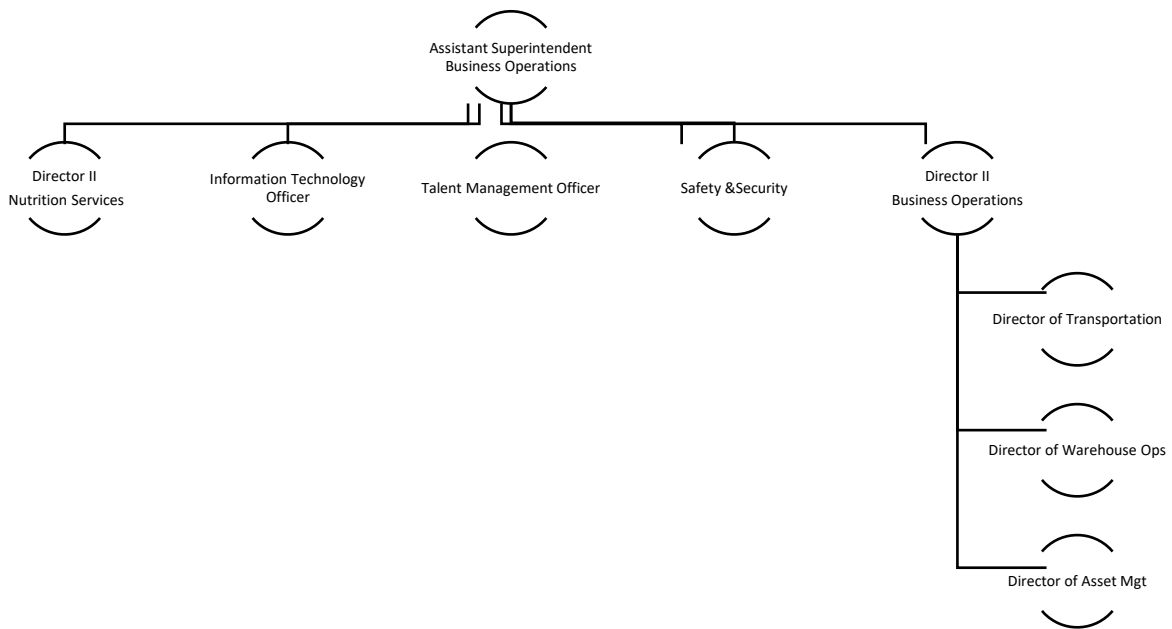 Assistant Superintendent
Business Operations
Director II
Nutrition Services
Information Technology
Officer
Talent Management Officer
Safety &Security
Director II
Business Operations
Director of Transportation
Director of Warehouse Ops
Director of Asset Mgt